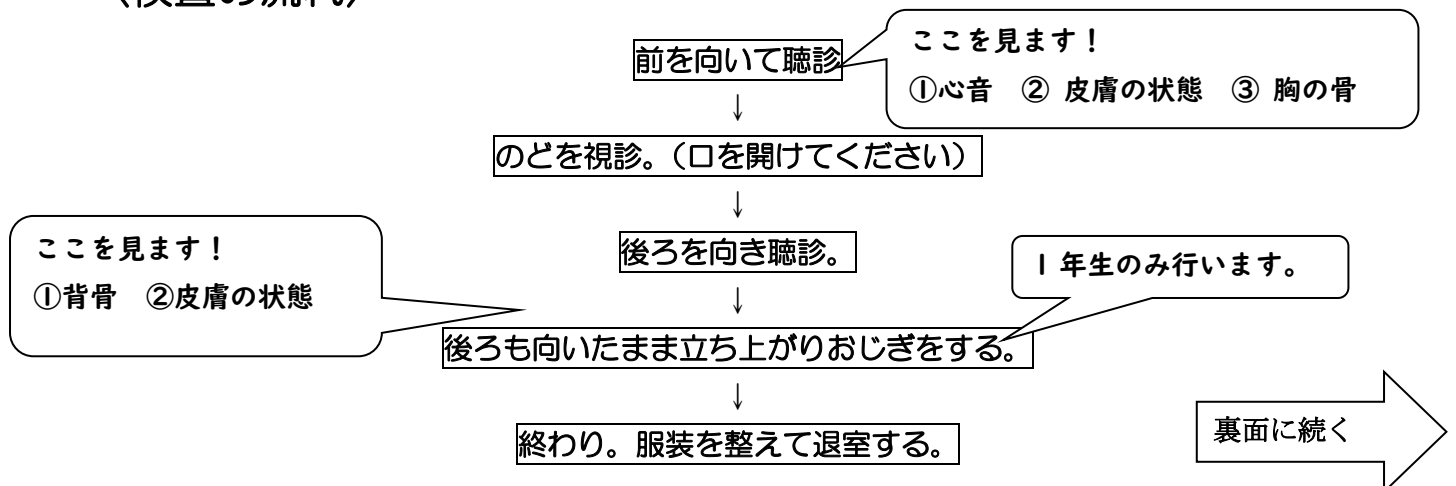 前を向いて聴診
ここを見ます！
①心音　②　皮膚の状態　③　胸の骨
↓
のどを視診。（口を開けてください）
↓
後ろを向き聴診。
ここを見ます！
①背骨　②皮膚の状態
１年生のみ行います。
↓
後ろも向いたまま立ち上がりおじぎをする。
↓
終わり。服装を整えて退室する。
裏面に続く